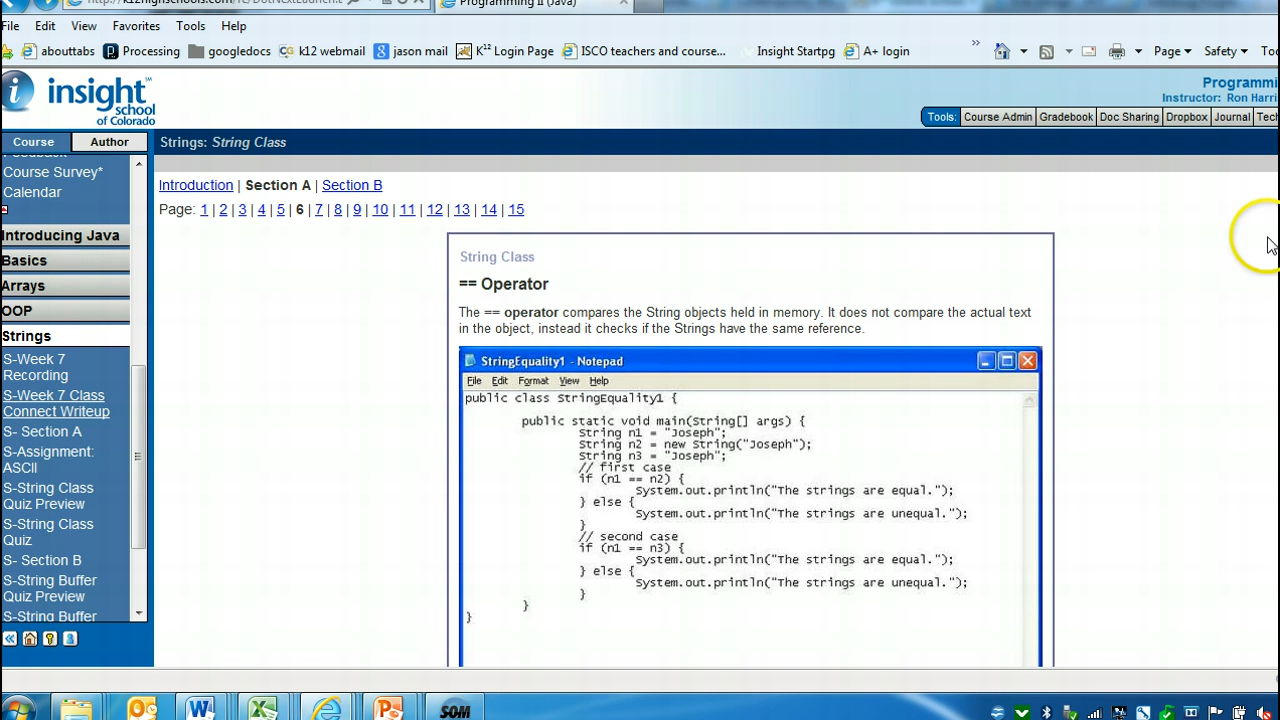 Programming II (Java)
File Edit View Favorites Tools Help
abouttabs Processing googledocs k12 webmail jason mail K¹² Login Page ISCO teachers and cours... Insight Startpg A+ login » Page Safety
insight
school
of Colorado
Instructor: Ron Harri
Tools: Course Admin Gradebook Doc Sharing Dropbox Journal
Course Author
Strings: String Class
Course Survey*
Calendar
Introducing Java
Basics
Arrays
OOP
Strings
S-Week 7
Recording
S-Week 7 Class
Connect Writeup
S- Section A
S-Assignment:
ASCII
S-String Class
Quiz Preview
S-String Class
Quiz
S- Section B
S-String Buffer
Quiz Preview
S-String Buffer
Introduction | Section A | Section B
Page: 1 | 2 | 3 | 4 | 5 | 6 | 7 | 8 | 9 | 10 | 11 | 12 | 13 | 14 | 15
String Class
== Operator
The == operator compares the String objects held in memory. It does not compare the actual text
in the object, instead it checks if the Strings have the same reference.
StringEquality1 - Notepad
File Edit Format View Help
public class StringEquality1 {
public static void main(String[] args) {
String n1 = "Joseph";
String n2 = new String("Joseph");
String n3 = "Joseph";
// first case
if (n1 == n2) {
System.out.println("The strings are equal.");
} else {
System.out.println("The strings are unequal.");
}
// second case
if (n1 == n3) {
System.out.println("The strings are equal.");
} else {
System.out.println("The strings are unequal.");
}
}
}
SOM